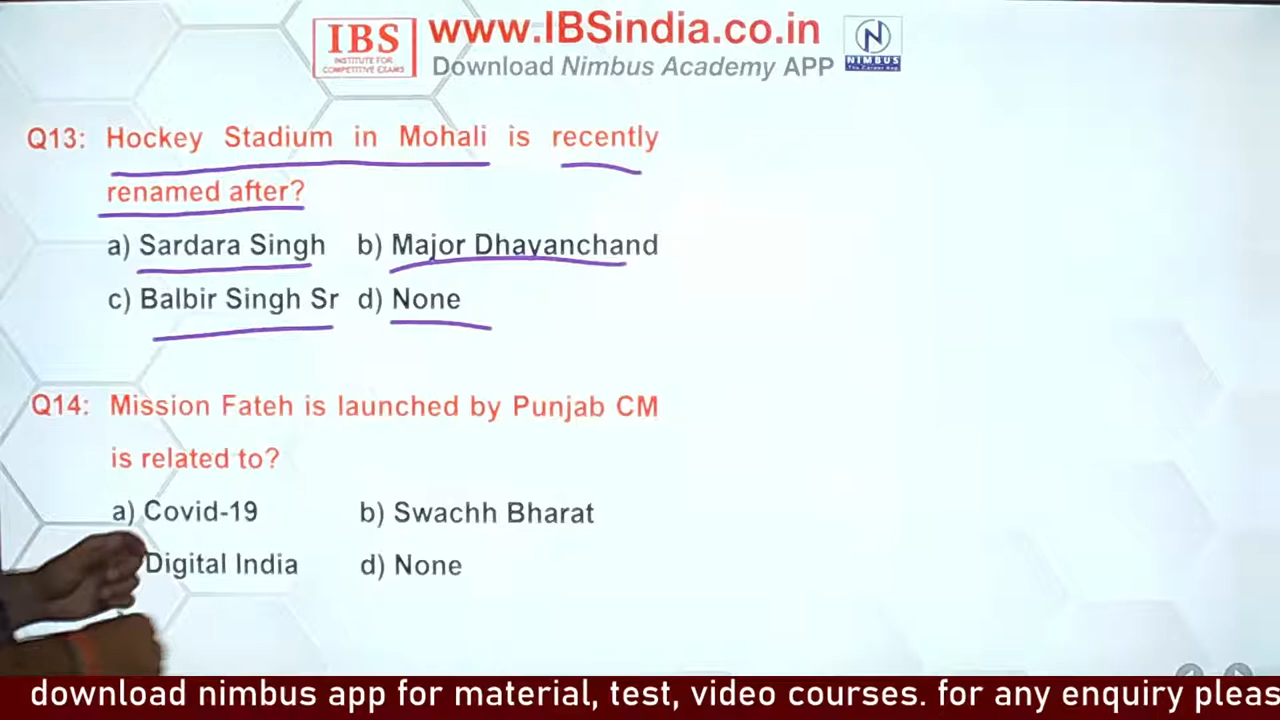 www.IBSindia.co.in
IBS
INSTITUTE FOR
COMPETITIVE EXAMS
Download Nimbus Academy APP
N
NIMBUS
The Career App
Q13: Hockey Stadium in Mohali is recently
renamed after?
a) Sardara Singh b) Major Dhayanchand
c) Balbir Singh Sr d) None
Q14: Mission Fateh is launched by Punjab CM
is related to?
a) Covid-19 b) Swachh Bharat
Digital India d) None
download nimbus app for material, test, video courses. for any enquiry pleas